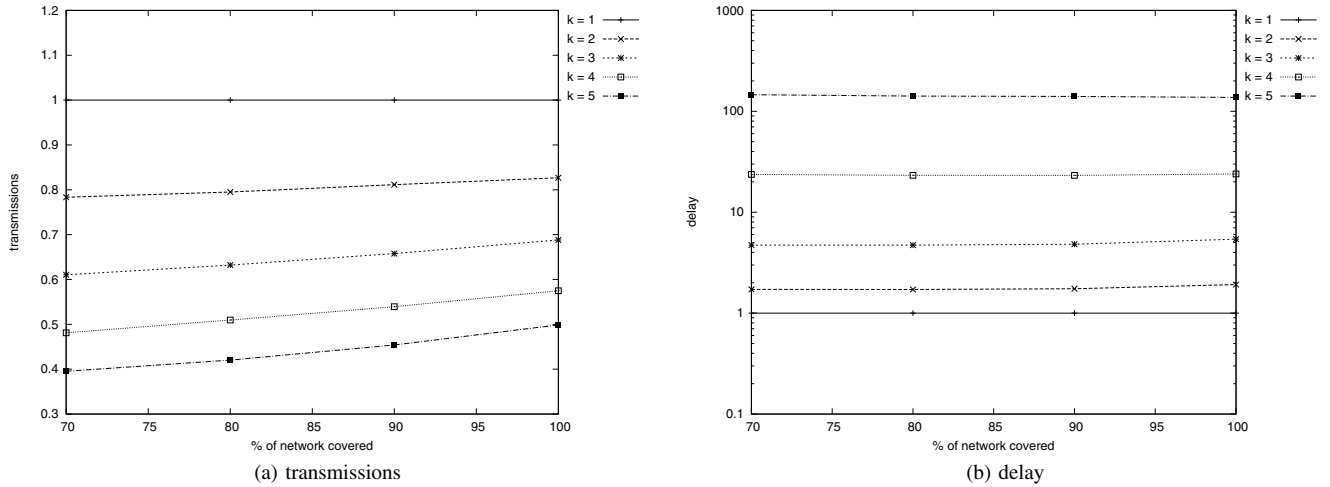 1.2
1.1
1
0.9
0.8
0.7
0.6
0.5
0.4
0.3
transmissions
70
75
80
85
90
95
100
% of network covered
k = 1
k = 2
k = 3
k = 4
k = 5
(a) transmissions
1000
100
10
1
0.1
delay
70
75
80
85
90
95
100
% of network covered
k = 1
k = 2
k = 3
k = 4
k = 5
(b) delay